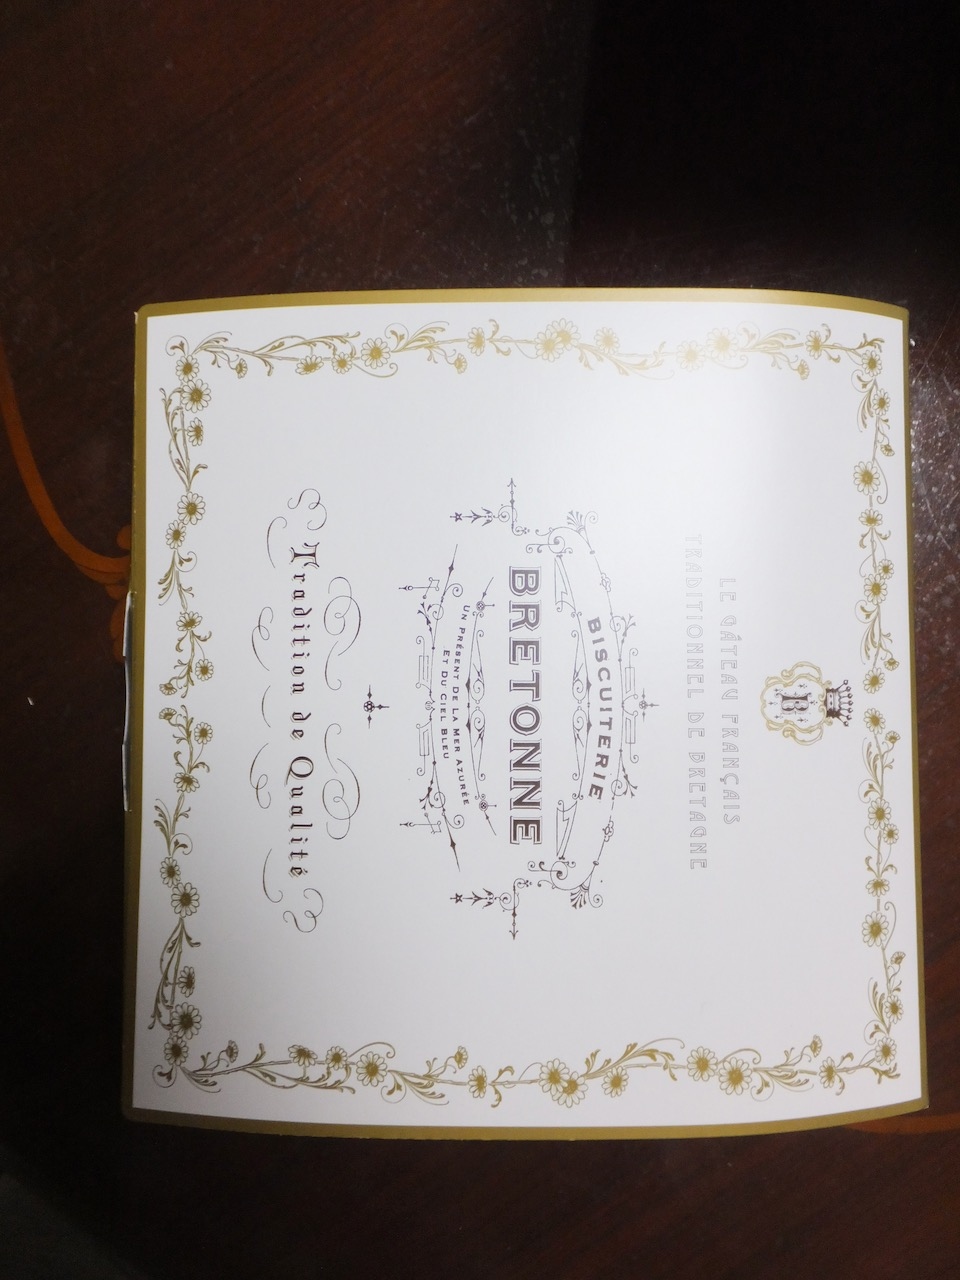 B
LE GÂTEAU FRANÇAIS
TRADITIONNEL DE BRETAGNE
BISCUITERIE
BRETONNE
UN PRÉSENT DE LA MER AZURÉE
ET DU CIEL BLEU
Tradition de Qualité